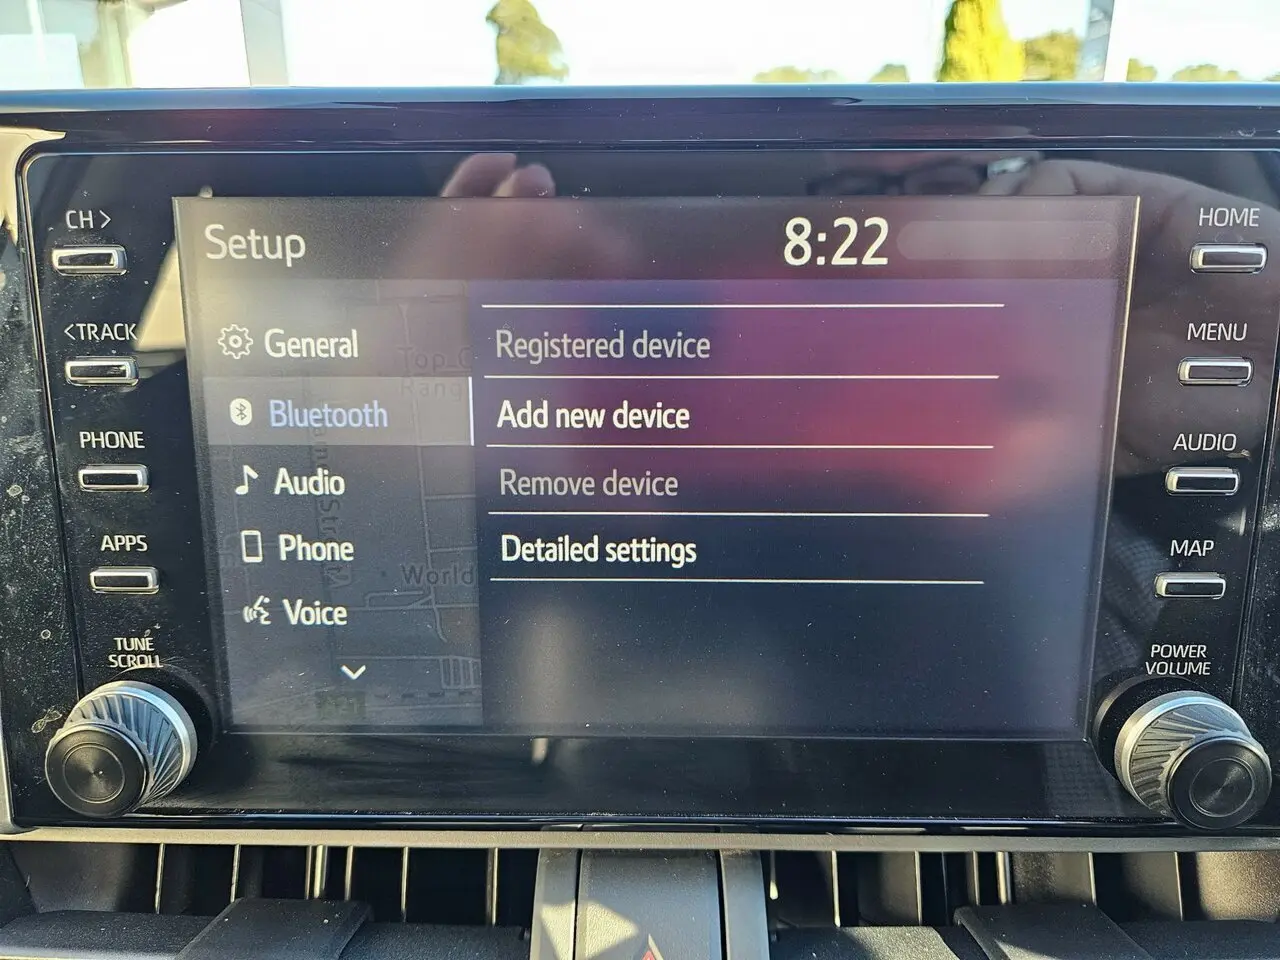 Setup
8:22
CH >
< TRACK
PHONE
APPS
TUNE
SCROLL
General
Bluetooth
Audio
Phone
Voice
Registered device
Add new device
Remove device
Detailed settings
World
HOME
MENU
AUDIO
MAP
POWER
VOLUME